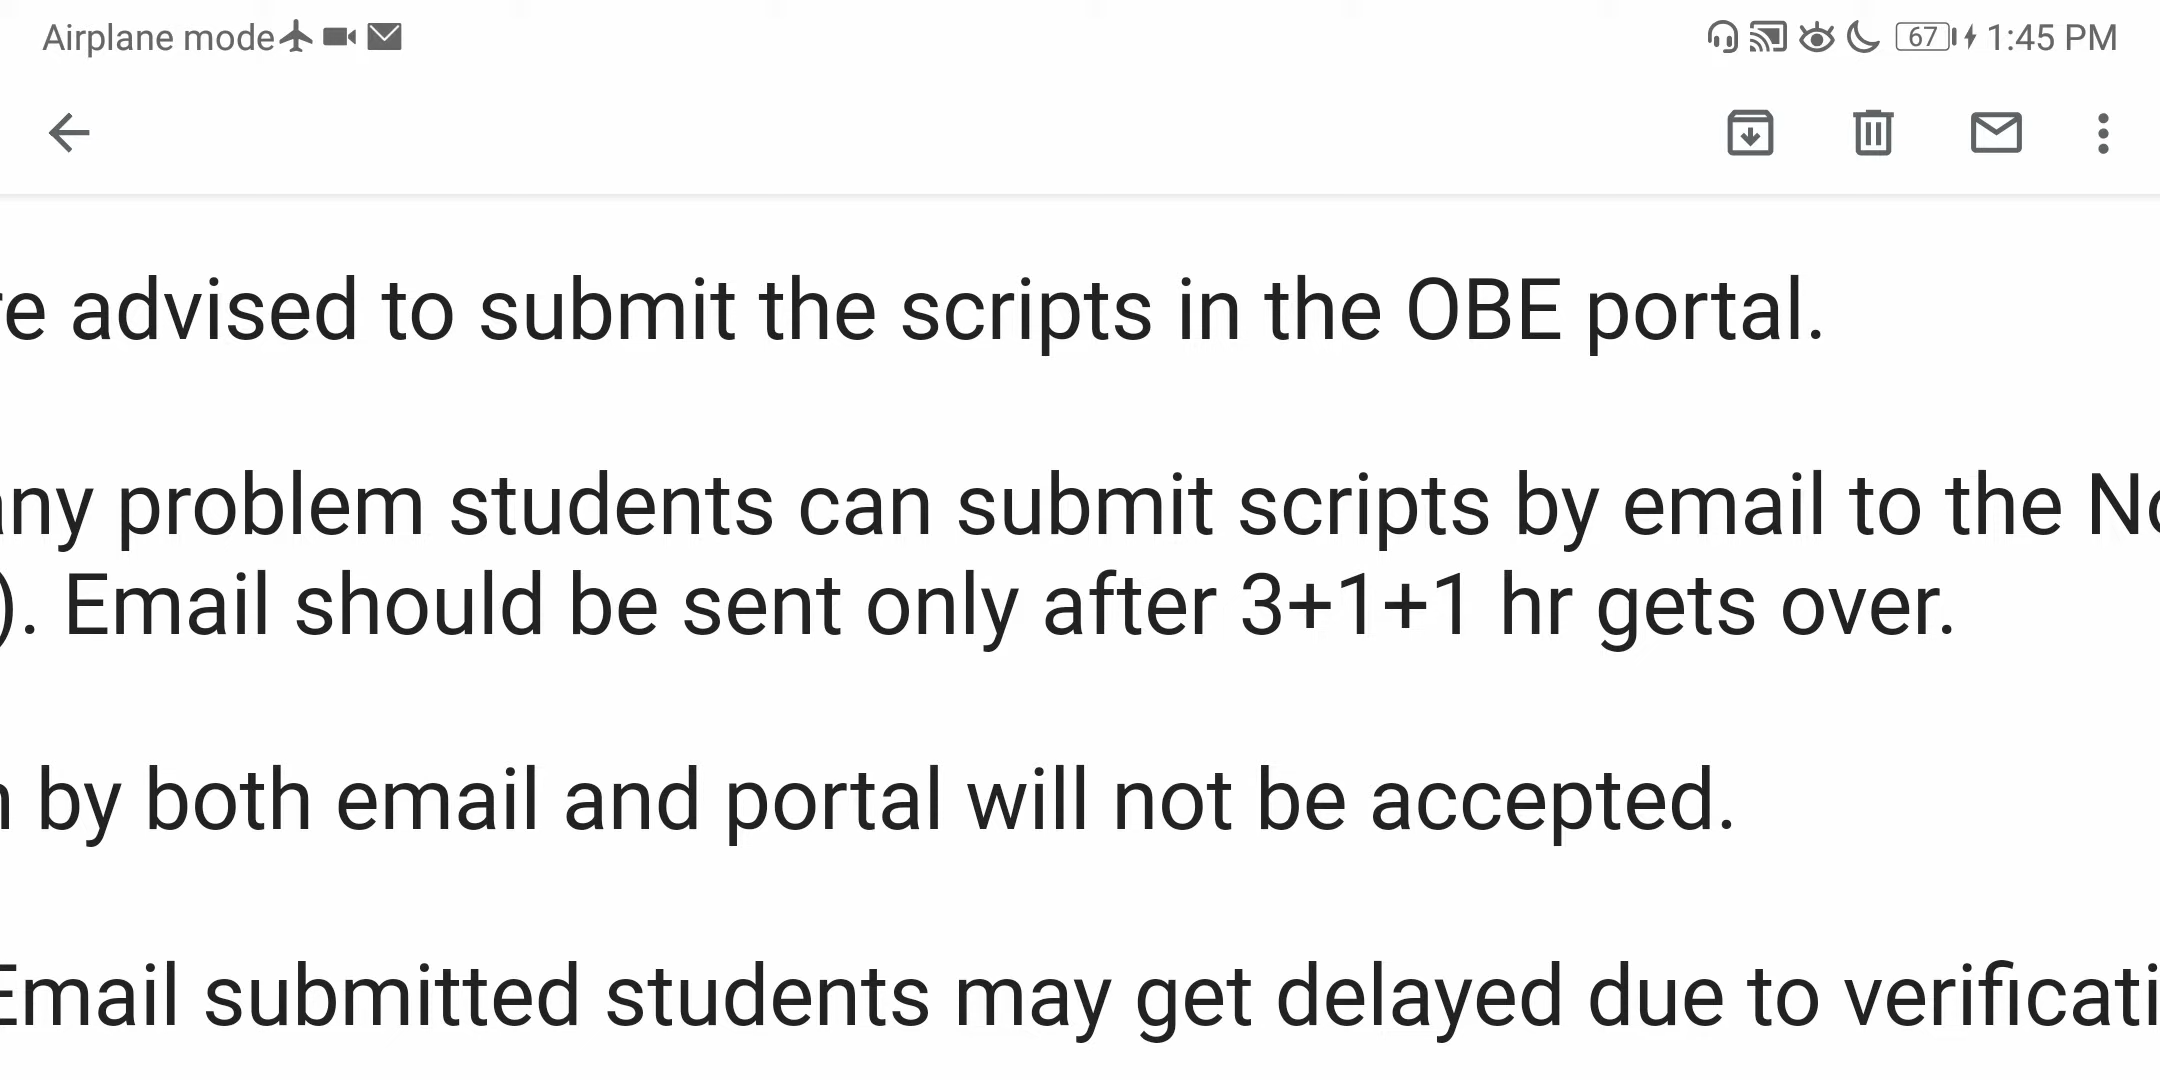 Airplane mode 67 1:45 PM
advised to submit the scripts in the OBE portal.
problem students can submit scripts by email to the
). Email should be sent only after 3+1+1 hr gets over.
by both email and portal will not be accepted.
Email submitted students may get delayed due to